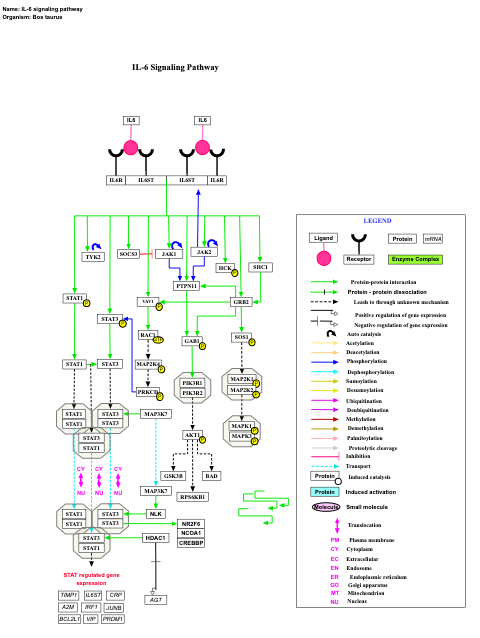 Name: IL-6 signaling pathway
Organism: Bos taurus
IL-6 Signaling Pathway
IL6 IL6
IL6R IL6ST IL6ST IL6R
TYK2 SOCS3 JAK1 JAK2
HCK P SHC1
PTPN11
STAT1 P VAV1 P GRB2
STAT3 P
RAC1 GTP GAB1 P SOS1 P
STAT1 STAT3 MAP2K4 P
PIK3R1
PIK3R2
MAP2K1 P
MAP2K2 P
PRKCD P
STAT1 STAT3 MAP3K7
STAT1 STAT3
STAT3
STAT1
AKT1 P
MAPK1 P
MAPK3 P
CY CY CY
NU NU NU
GSK3B BAD
RPS6KB1
MAP3K7
STAT1 STAT3 NLK
STAT1 STAT3
STAT3 HDAC1
STAT1
NR2F6
NCOA1
CREBBP
STAT regulated gene
expression
TIMP1 IL6ST CRP
A2M IRF1 JUNB
BCL2L1 VIP PRDM1
AGT
LEGEND
Ligand Protein mRNA
Receptor Enzyme Complex
Protein-protein interaction
Protein - protein dissociation
Leads to through unknown mechanism
Positive regulation of gene expression
Negative regulation of gene expression
Auto catalysis
Acetylation
Deacetylation
Phosphorylation
Dephosphorylation
Sumoylation
Desumoylation
Ubiquitination
Deubiquitination
Methylation
Demethylation
Palmitoylation
Proteolytic cleavage
Inhibition
Transport
Protein Induced catalysis
Protein Induced activation
Molecule Small molecule
Translocation
PM Plasma membrane
CY Cytoplasm
EC Extracellular
EN Endosome
ER Endoplasmic reticulum
GO Golgi apparatus
MT Mitochondrion
NU Nucleus